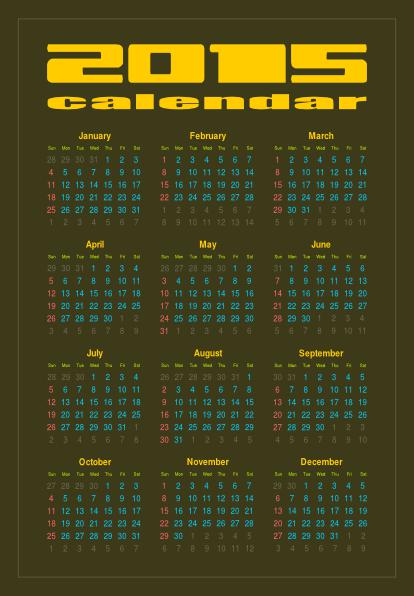 2015
calendar
January
Sun Mon Tue Wed Thu Fri Sat
28 29 30 31 1 2 3
4 5 6 7 8 9 10
11 12 13 14 15 16 17
18 19 20 21 22 23 24
25 26 27 28 29 30 31
1 2 3 4 5 6 7
February
Sun Mon Tue Wed Thu Fri Sat
1 2 3 4 5 6 7
8 9 10 11 12 13 14
15 16 17 18 19 20 21
22 23 24 25 26 27 28
1 2 3 4 5 6 7
8 9 10 11 12 13 14
March
Sun Mon Tue Wed Thu Fri Sat
1 2 3 4 5 6 7
8 9 10 11 12 13 14
15 16 17 18 19 20 21
22 23 24 25 26 27 28
29 30 31 1 2 3 4
5 6 7 8 9 10 11
April
Sun Mon Tue Wed Thu Fri Sat
29 30 31 1 2 3 4
5 6 7 8 9 10 11
12 13 14 15 16 17 18
19 20 21 22 23 24 25
26 27 28 29 30 1 2
3 4 5 6 7 8 9
May
Sun Mon Tue Wed Thu Fri Sat
26 27 28 29 30 1 2
3 4 5 6 7 8 9
10 11 12 13 14 15 16
17 18 19 20 21 22 23
24 25 26 27 28 29 30
31 1 2 3 4 5 6
June
Sun Mon Tue Wed Thu Fri Sat
31 1 2 3 4 5 6
7 8 9 10 11 12 13
14 15 16 17 18 19 20
21 22 23 24 25 26 27
28 29 30 1 2 3 4
5 6 7 8 9 10 11
July
Sun Mon Tue Wed Thu Fri Sat
28 29 30 1 2 3 4
5 6 7 8 9 10 11
12 13 14 15 16 17 18
19 20 21 22 23 24 25
26 27 28 29 30 31 1
2 3 4 5 6 7 8
August
Sun Mon Tue Wed Thu Fri Sat
26 27 28 29 30 31 1
2 3 4 5 6 7 8
9 10 11 12 13 14 15
16 17 18 19 20 21 22
23 24 25 26 27 28 29
30 31 1 2 3 4 5
September
Sun Mon Tue Wed Thu Fri Sat
30 31 1 2 3 4 5
6 7 8 9 10 11 12
13 14 15 16 17 18 19
20 21 22 23 24 25 26
27 28 29 30 1 2 3
4 5 6 7 8 9 10
October
Sun Mon Tue Wed Thu Fri Sat
27 28 29 30 1 2 3
4 5 6 7 8 9 10
11 12 13 14 15 16 17
18 19 20 21 22 23 24
25 26 27 28 29 30 31
1 2 3 4 5 6 7
November
Sun Mon Tue Wed Thu Fri Sat
1 2 3 4 5 6 7
8 9 10 11 12 13 14
15 16 17 18 19 20 21
22 23 24 25 26 27 28
29 30 1 2 3 4 5
6 7 8 9 10 11 12
December
Sun Mon Tue Wed Thu Fri Sat
29 30 1 2 3 4 5
6 7 8 9 10 11 12
13 14 15 16 17 18 19
20 21 22 23 24 25 26
27 28 29 30 31 1 2
3 4 5 6 7 8 9